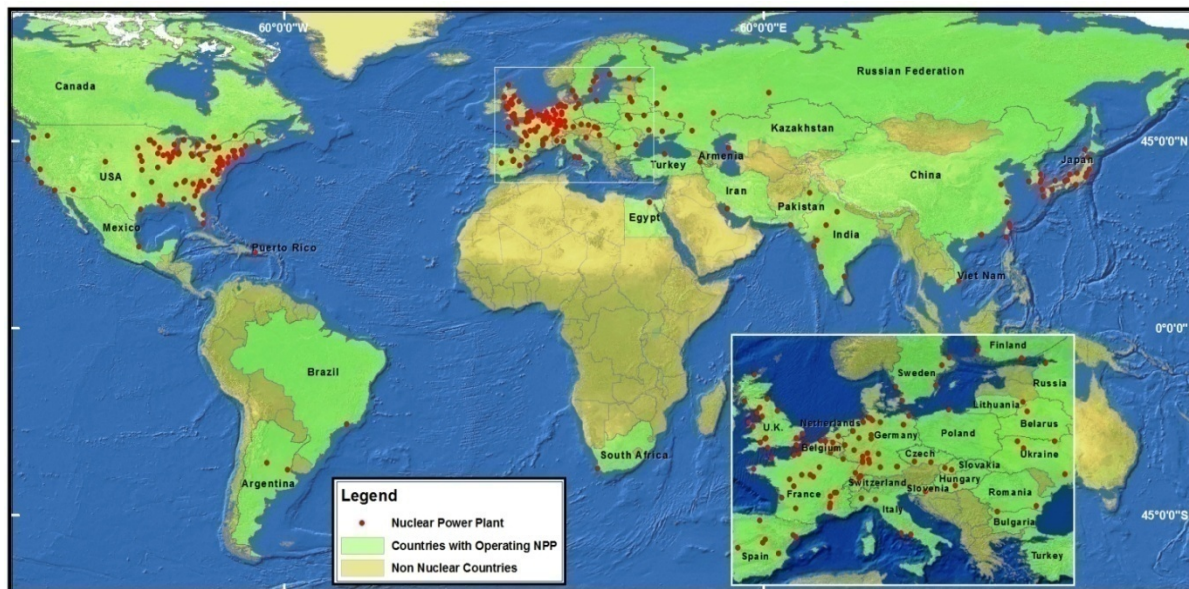 60°0'0"W
60°0'0"E
Canada
Russian Federation
Kazakhstan
45°0'0"N
USA
Turkey
Armenia
Japan
China
Iran
Mexico
Egypt
Pakistan
India
Puerto Rico
Viet Nam
0°0'0"
Brazil
South Africa
Argentina
45°0'0"S
Finland
Sweden
Russia
Lithuania
U.K.
Netherlands
Belarus
Belgium
Germany
Poland
Ukraine
Czech
Slovakia
Switzerland
Hungary
Slovenia
France
Romania
Italy
Bulgaria
Spain
Turkey
Legend
Nuclear Power Plant
Countries with Operating NPP
Non Nuclear Countries